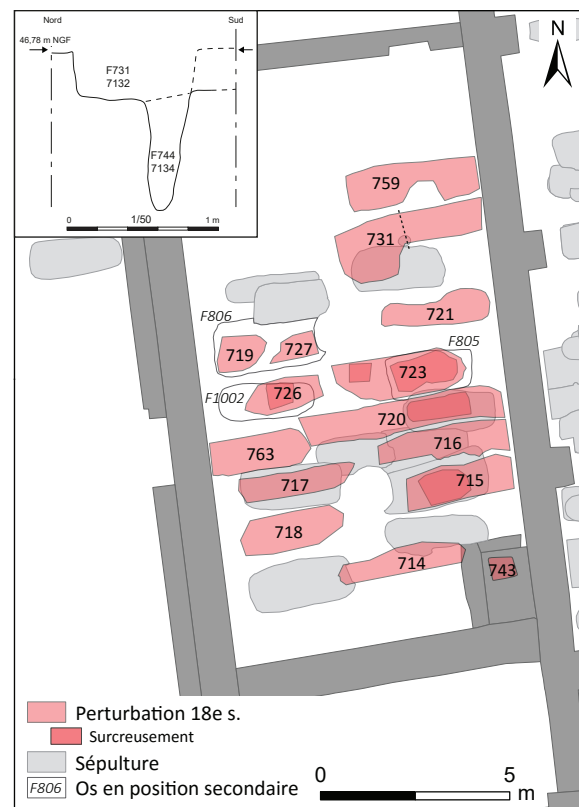 Nord
Sud
46,78 m NGF
F731
7132
F744
7134
0
1/50
1 m
N
759
731
721
F806
F805
719
727
723
F1002
726
720
716
763
717
715
718
714
743
Perturbation 18e s.
Surcreusement
Sépulture
F806 Os en position secondaire
0
5
m